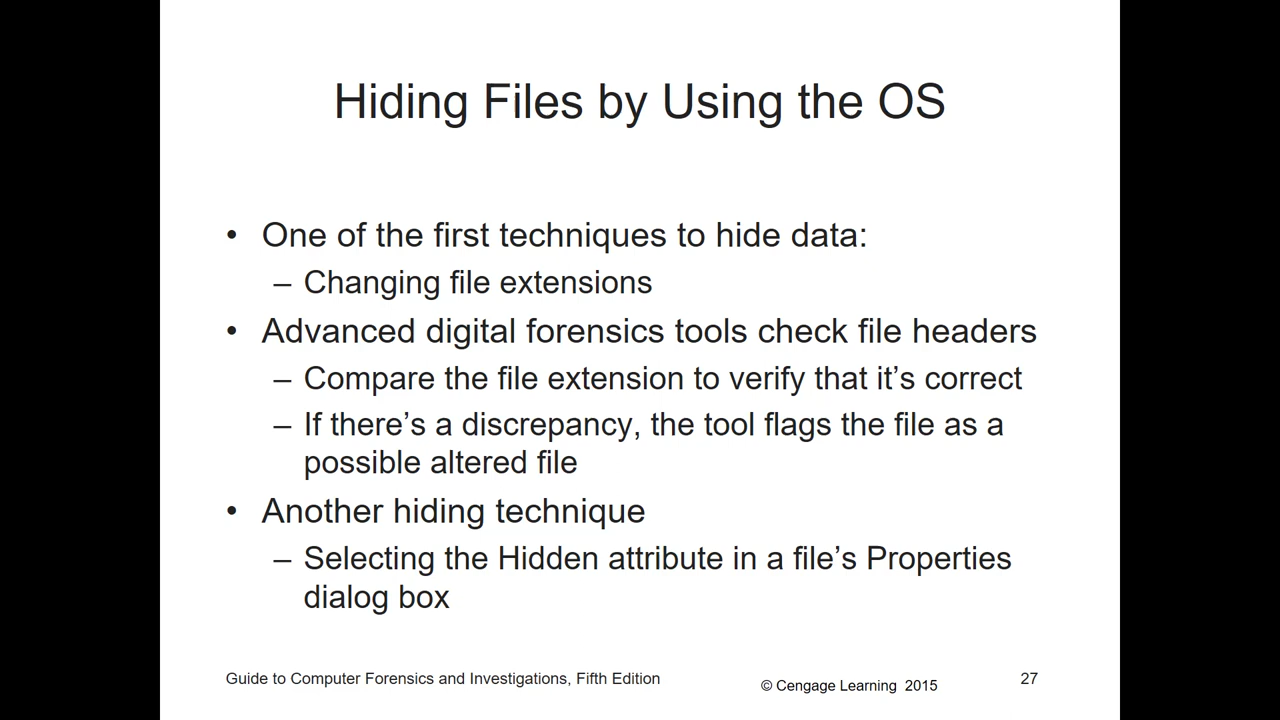 Hiding Files by Using the OS
• One of the first techniques to hide data:
– Changing file extensions
• Advanced digital forensics tools check file headers
– Compare the file extension to verify that it’s correct
– If there’s a discrepancy, the tool flags the file as a
possible altered file
• Another hiding technique
– Selecting the Hidden attribute in a file’s Properties
dialog box
Guide to Computer Forensics and Investigations, Fifth Edition
© Cengage Learning 2015
27